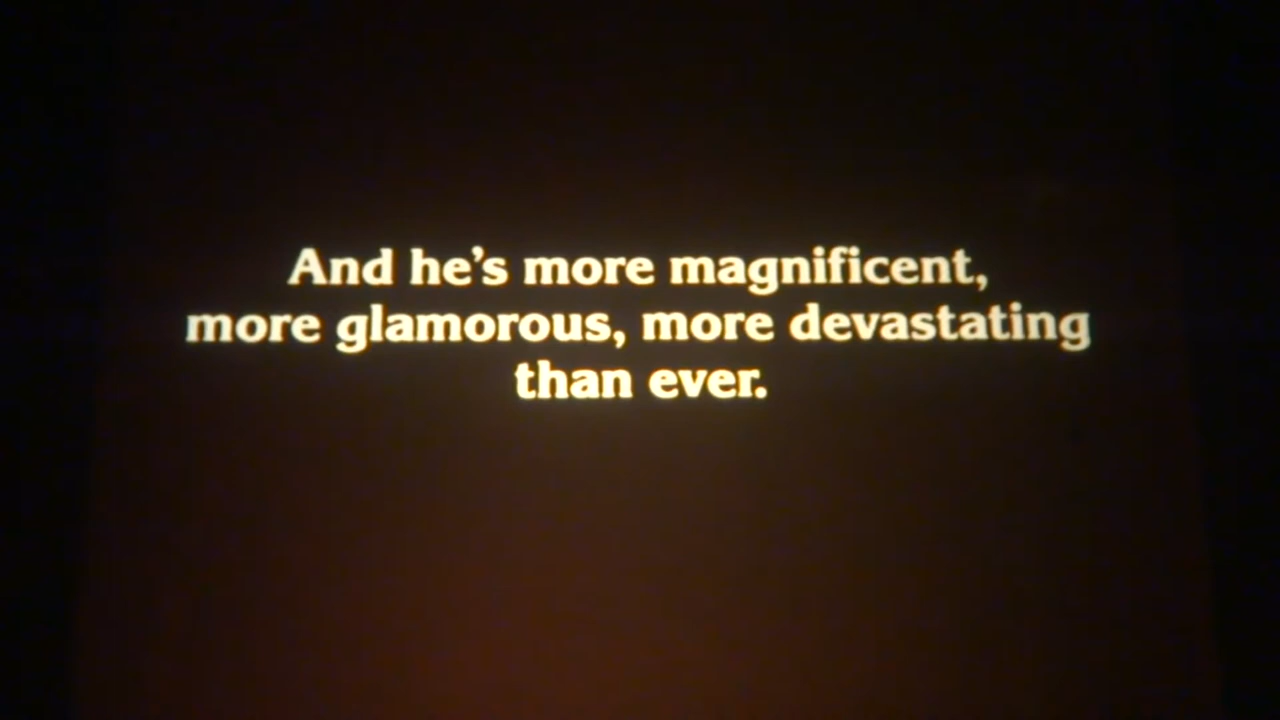 And he’s more magnificent,
more glamorous, more devastating
than ever.